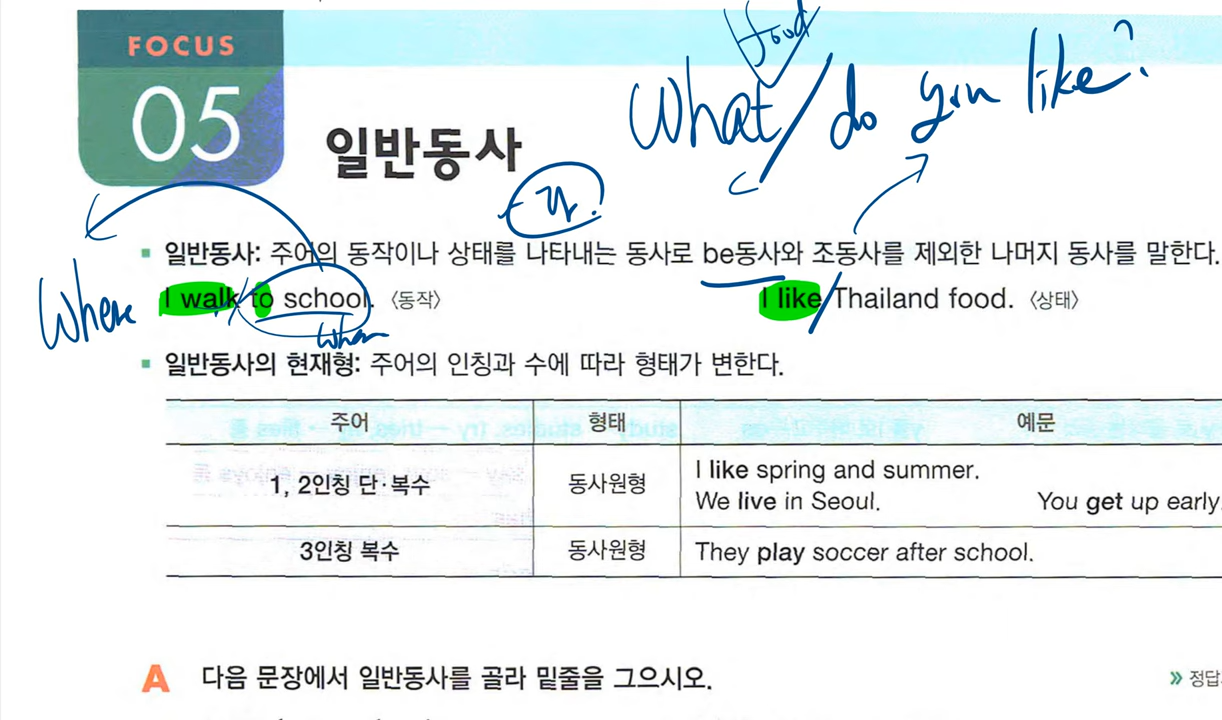 FOCUS
05
일반동사
What food / do you like?
일반동사: 주어의 동작이나 상태를 나타내는 동사로 be동사와 조동사를 제외한 나머지 동사를 말한다.
Where
I walk to school. 〈동작〉
I like Thailand food. 〈상태〉
일반동사의 현재형: 주어의 인칭과 수에 따라 형태가 변한다.
주어 형태 예문
1, 2인칭 단·복수 동사원형 I like spring and summer.
We live in Seoul. You get up early.
3인칭 복수 동사원형 They play soccer after school.
A 다음 문장에서 일반동사를 골라 밑줄을 그으시오.
» 정답